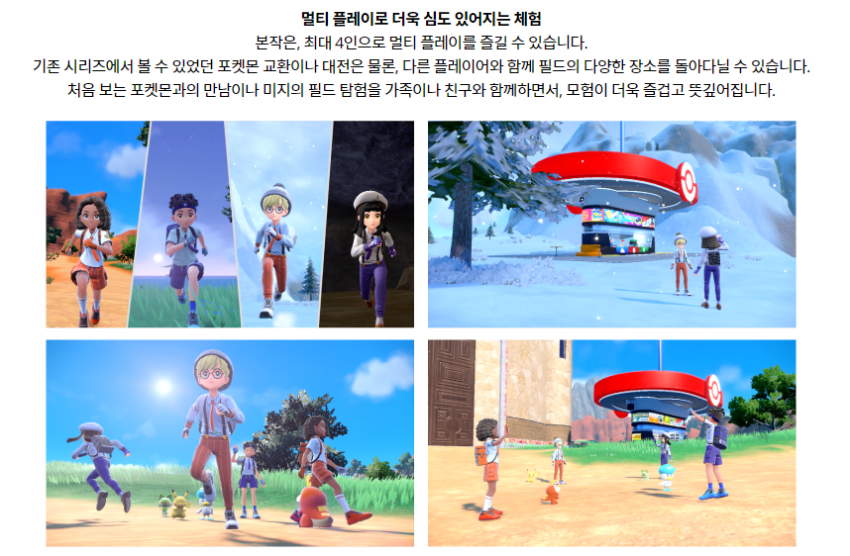 멀티 플레이로 더욱 심도 있어지는 체험
본작은, 최대 4인으로 멀티 플레이를 즐길 수 있습니다.
기존 시리즈에서 볼 수 있었던 포켓몬 교환이나 대전은 물론, 다른 플레이어와 함께 필드의 다양한 장소를 돌아다닐 수 있습니다.
처음 보는 포켓몬과의 만남이나 미지의 필드 탐험을 가족이나 친구와 함께하면서, 모험이 더욱 즐겁고 뜻깊어집니다.